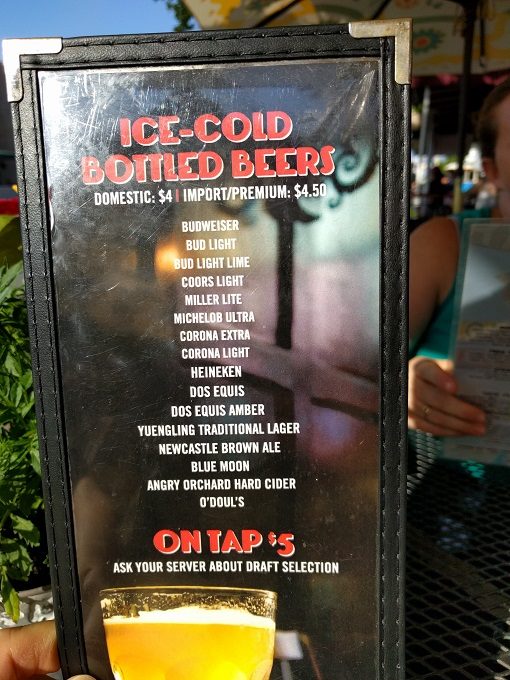 ICE-COLD
BOTTLED BEERS
DOMESTIC: $4 | IMPORT/PREMIUM: $4.50
BUDWEISER
BUD LIGHT
BUD LIGHT LIME
COORS LIGHT
MILLER LITE
MICHELOB ULTRA
CORONA EXTRA
CORONA LIGHT
HEINEKEN
DOS EQUIS
DOS EQUIS AMBER
YUENGLING TRADITIONAL LAGER
NEWCASTLE BROWN ALE
BLUE MOON
ANGRY ORCHARD HARD CIDER
O'DOUL'S
ON TAP $5
ASK YOUR SERVER ABOUT DRAFT SELECTION